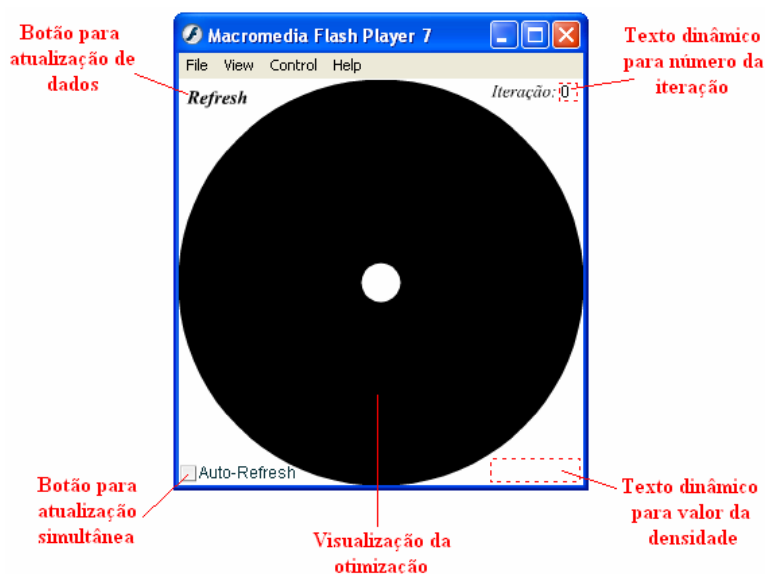 Botão para
atualização de
dados
Macromedia Flash Player 7
File View Control Help
Refresh
Iteração: 0
Texto dinâmico
para número da
iteração
Auto-Refresh
Botão para
atualização
simultânea
Visualização da
otimização
Texto dinâmico
para valor da
densidade